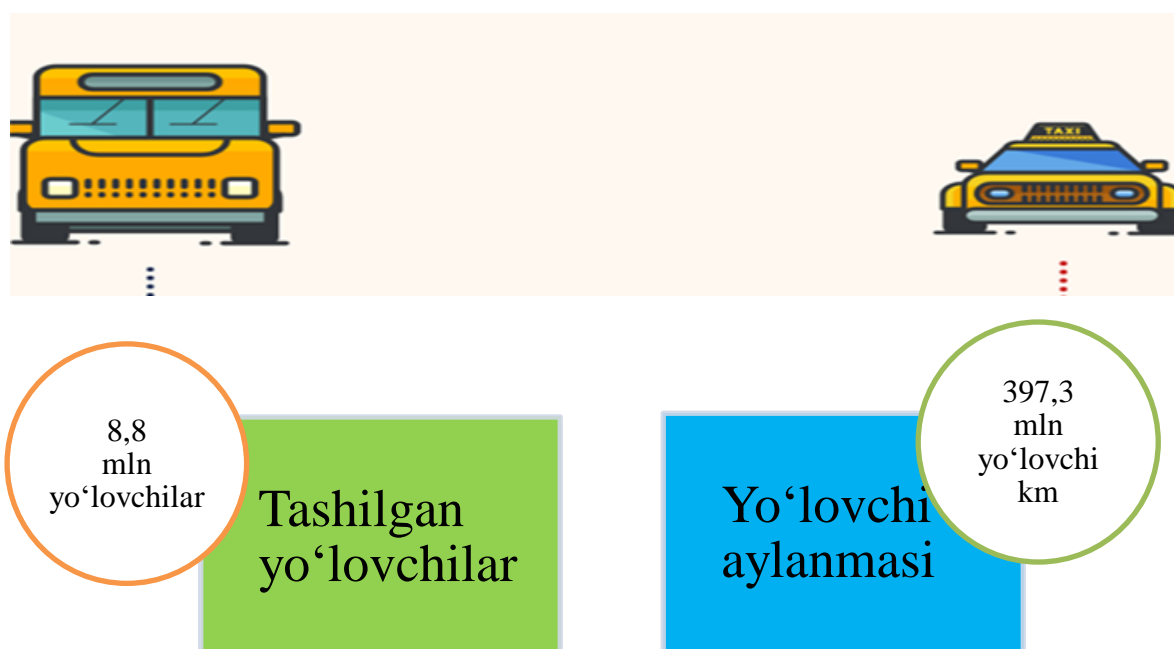 TAXI
8,8
mln
yo‘lovchilar
Tashilgan
yo‘lovchilar
Yo‘lovchi
aylanmasi
397,3
mln
yo‘lovchi
km